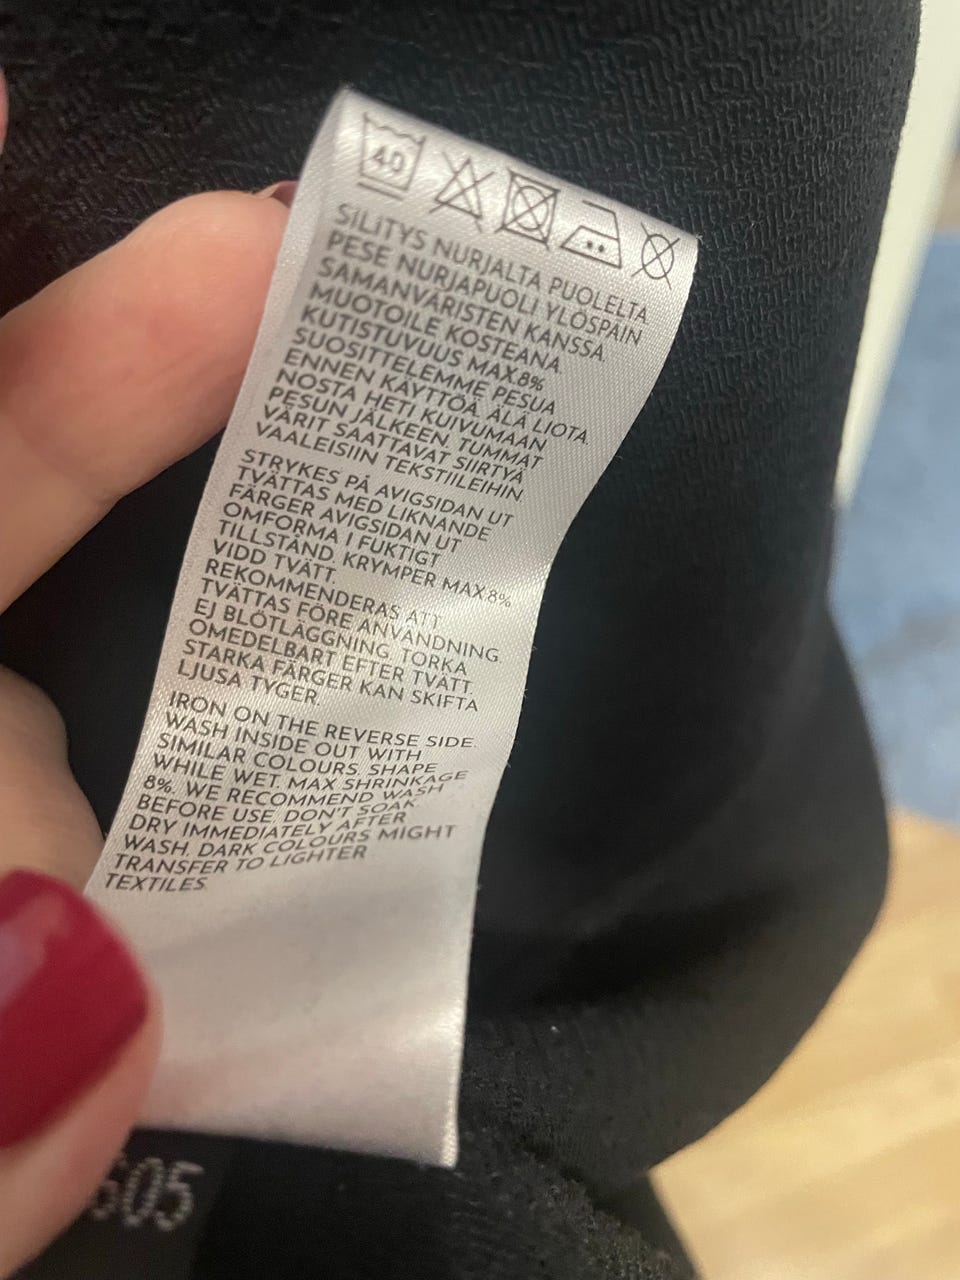 40
SILITYS NURJALTA PUOLELTA
PESE NURJAPUOLI YLÖSPAIN
SAMANVÄRISTEN KANSSA.
MUOTOILE KOSTEANA.
KUTISTUVUUS MAX.8%
SUOSITTELEMME PESUA
ENNEN KÄYTTÖÄ. ÄLÄ LIOTA.
NOSTA HETI KUIVUMAAN
PESUN JÄLKEEN. TUMMAT
VÄRIT SAATTAVAT SIIRTYÄ
VAALEISIIN TEKSTIILEIHIN.
STRYKES PÅ AVIGSIDAN UT
TVÄTTAS MED LIKNANDE
FÄRGER AVIGSIDAN UT
OMFORMA I FUKTIGT
TILLSTÅND. KRYMPER MAX.8%
VIDD TVÄTT.
REKOMMENDERAS ATT
TVÄTTAS FÖRE ANVÄNDNING.
EJ BLÖTLÄGGNING. TORKA
OMEDELBART EFTER TVÄTT.
STARKA FÄRGER KAN SKIFTA
LJUSA TYGER.
IRON ON THE REVERSE SIDE.
WASH INSIDE OUT WITH
SIMILAR COLOURS. SHAPE
WHILE WET. MAX SHRINKAGE
8%. WE RECOMMEND WASH
BEFORE USE. DON'T SOAK.
DRY IMMEDIATELY AFTER
WASH. DARK COLOURS MIGHT
TRANSFER TO LIGHTER
TEXTILES.
605